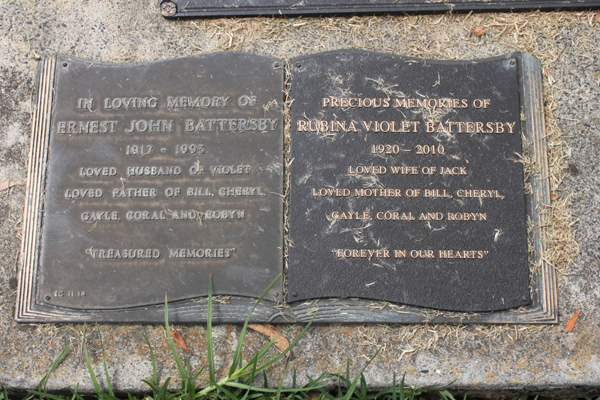 IN LOVING MEMORY OF
ERNEST JOHN BATTERSBY
1917 - 1993
LOVED HUSBAND OF VIOLET
LOVED FATHER OF BILL, CHERYL,
GAYLE, CORAL AND ROBYN
"TREASURED MEMORIES"
PRECIOUS MEMORIES OF
RUBINA VIOLET BATTERSBY
1920 - 2010
LOVED WIFE OF JACK
LOVED MOTHER OF BILL, CHERYL,
GAYLE, CORAL AND ROBYN
"FOREVER IN OUR HEARTS"